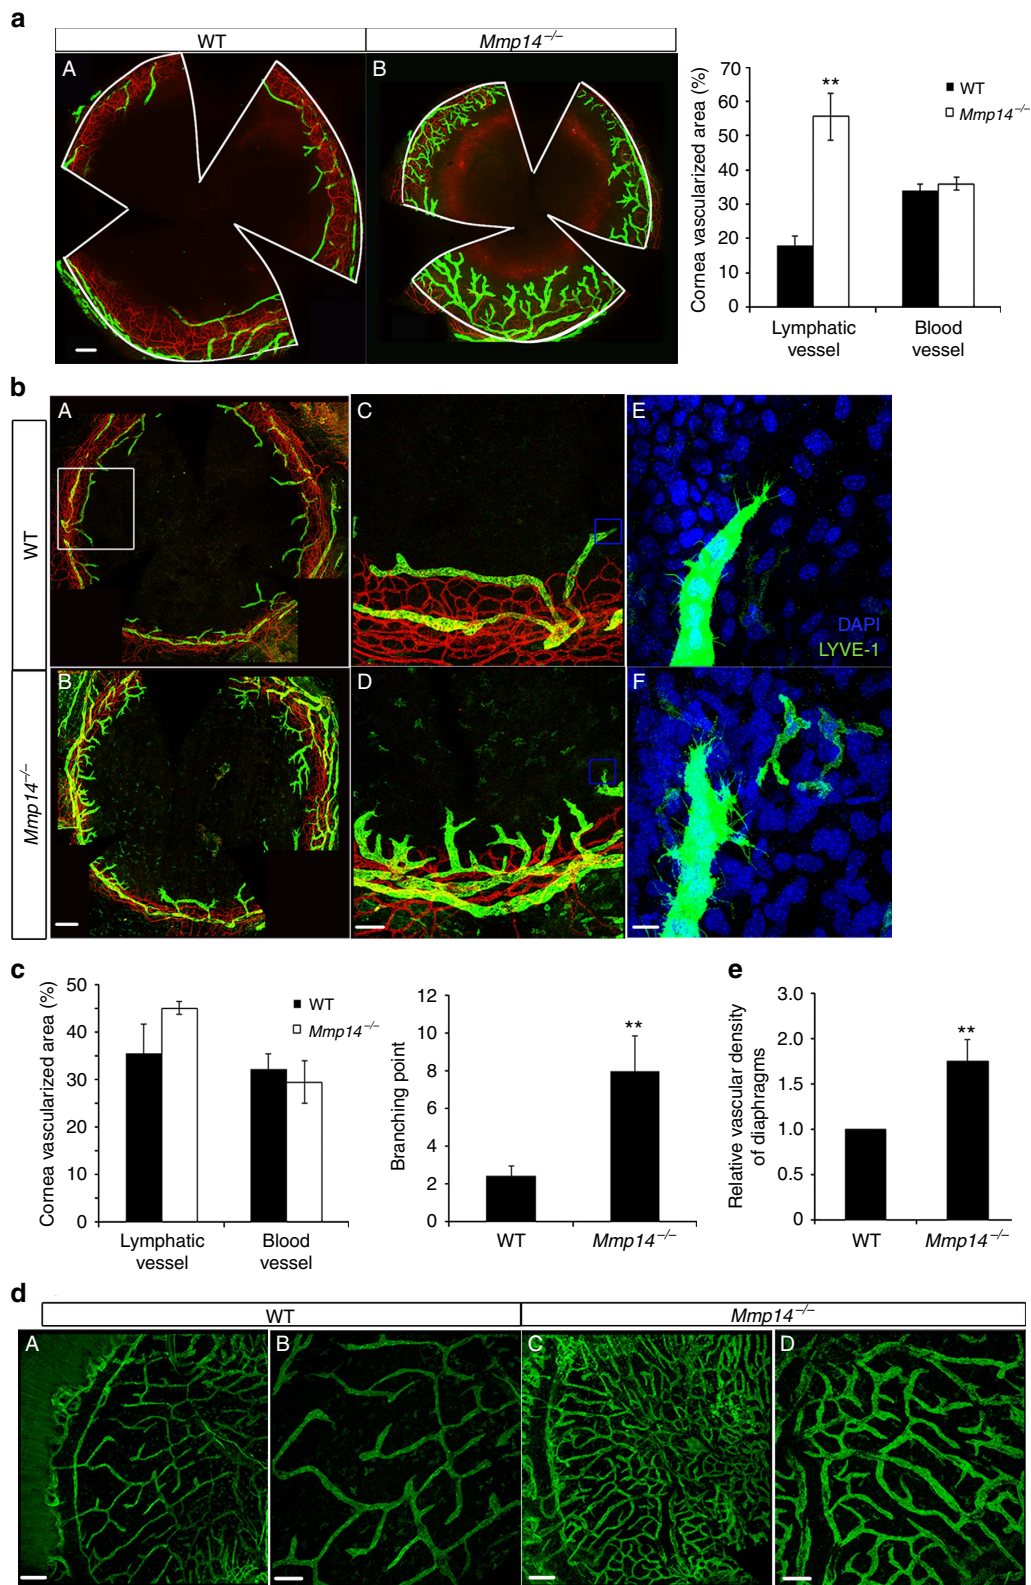 a
WT
Mmp14⁻/⁻
A
B
Cornea vascularized area (%)
70
60
50
40
30
20
10
0
**
WT
Mmp14⁻/⁻
Lymphatic
vessel
Blood
vessel
b
WT
Mmp14⁻/⁻
A
C
E
DAPI
LYVE-1
B
D
F
c
Cornea vascularized area (%)
50
40
30
20
10
0
WT
Mmp14⁻/⁻
Lymphatic
vessel
Blood
vessel
Branching point
12
10
8
6
4
2
0
**
WT
Mmp14⁻/⁻
e
Relative vascular density
of diaphragms
3.0
2.0
1.5
1.0
0.5
0
**
WT
Mmp14⁻/⁻
d
WT
Mmp14⁻/⁻
A
B
C
D